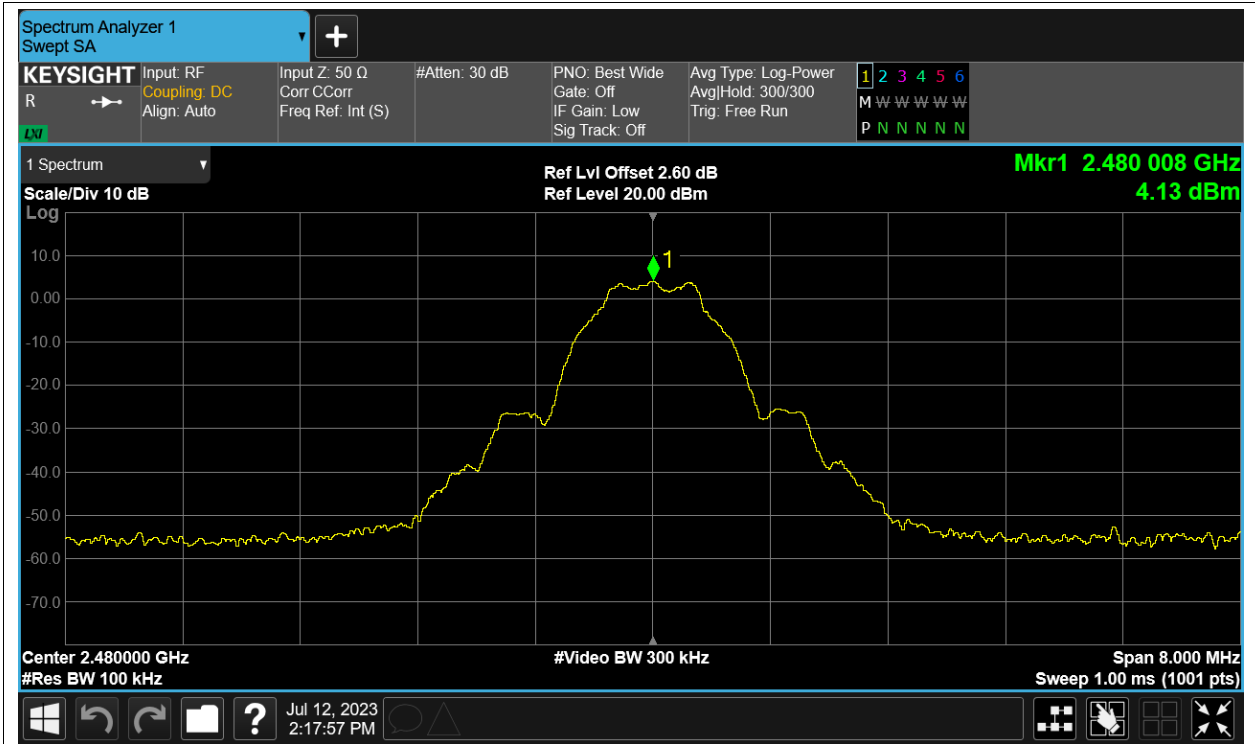 Spectrum Analyzer 1
Swept SA
KEYSIGHT
R
LXI
Input: RF
Coupling: DC
Align: Auto
Input Z: 50 Ω
Corr CCorr
Freq Ref: Int (S)
#Atten: 30 dB
PNO: Best Wide
Gate: Off
IF Gain: Low
Sig Track: Off
Avg Type: Log-Power
Avg|Hold: 300/300
Trig: Free Run
1 2 3 4 5 6
M W W W W W
P N N N N N
1 Spectrum
Scale/Div 10 dB
Log
Ref Lvl Offset 2.60 dB
Ref Level 20.00 dBm
Mkr1 2.480 008 GHz
4.13 dBm
1
10.0
0.00
-10.0
-20.0
-30.0
-40.0
-50.0
-60.0
-70.0
Center 2.480000 GHz
#Res BW 100 kHz
#Video BW 300 kHz
Span 8.000 MHz
Sweep 1.00 ms (1001 pts)
?
Jul 12, 2023
2:17:57 PM